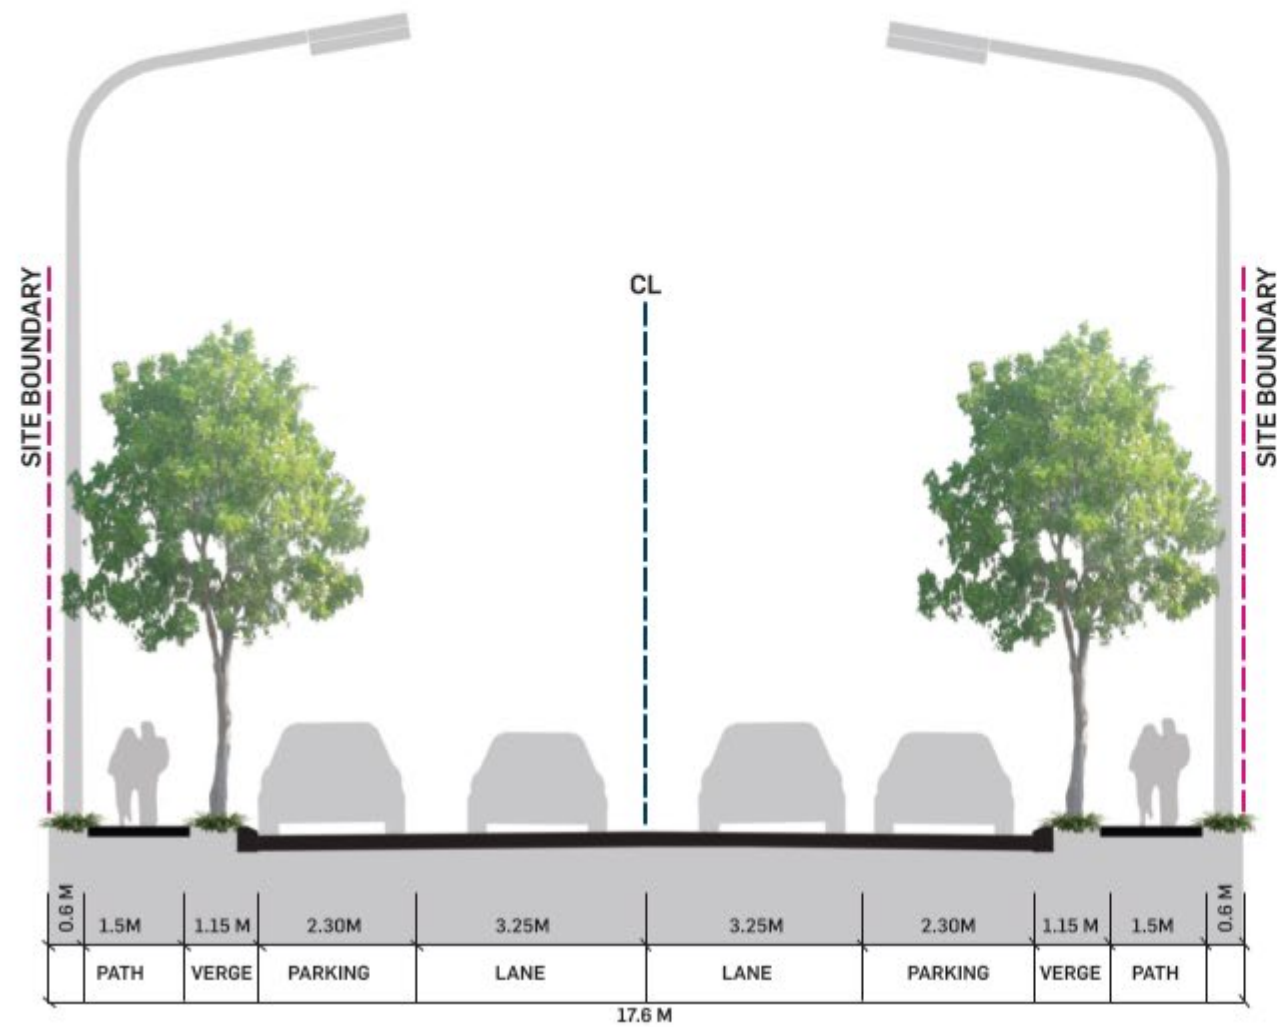 CL
SITE BOUNDARY
SITE BOUNDARY
0.6 M 1.5M 1.15 M 2.30M 3.25M 3.25M 2.30M 1.15 M 1.5M 0.6 M
PATH VERGE PARKING LANE LANE PARKING VERGE PATH
17.6 M